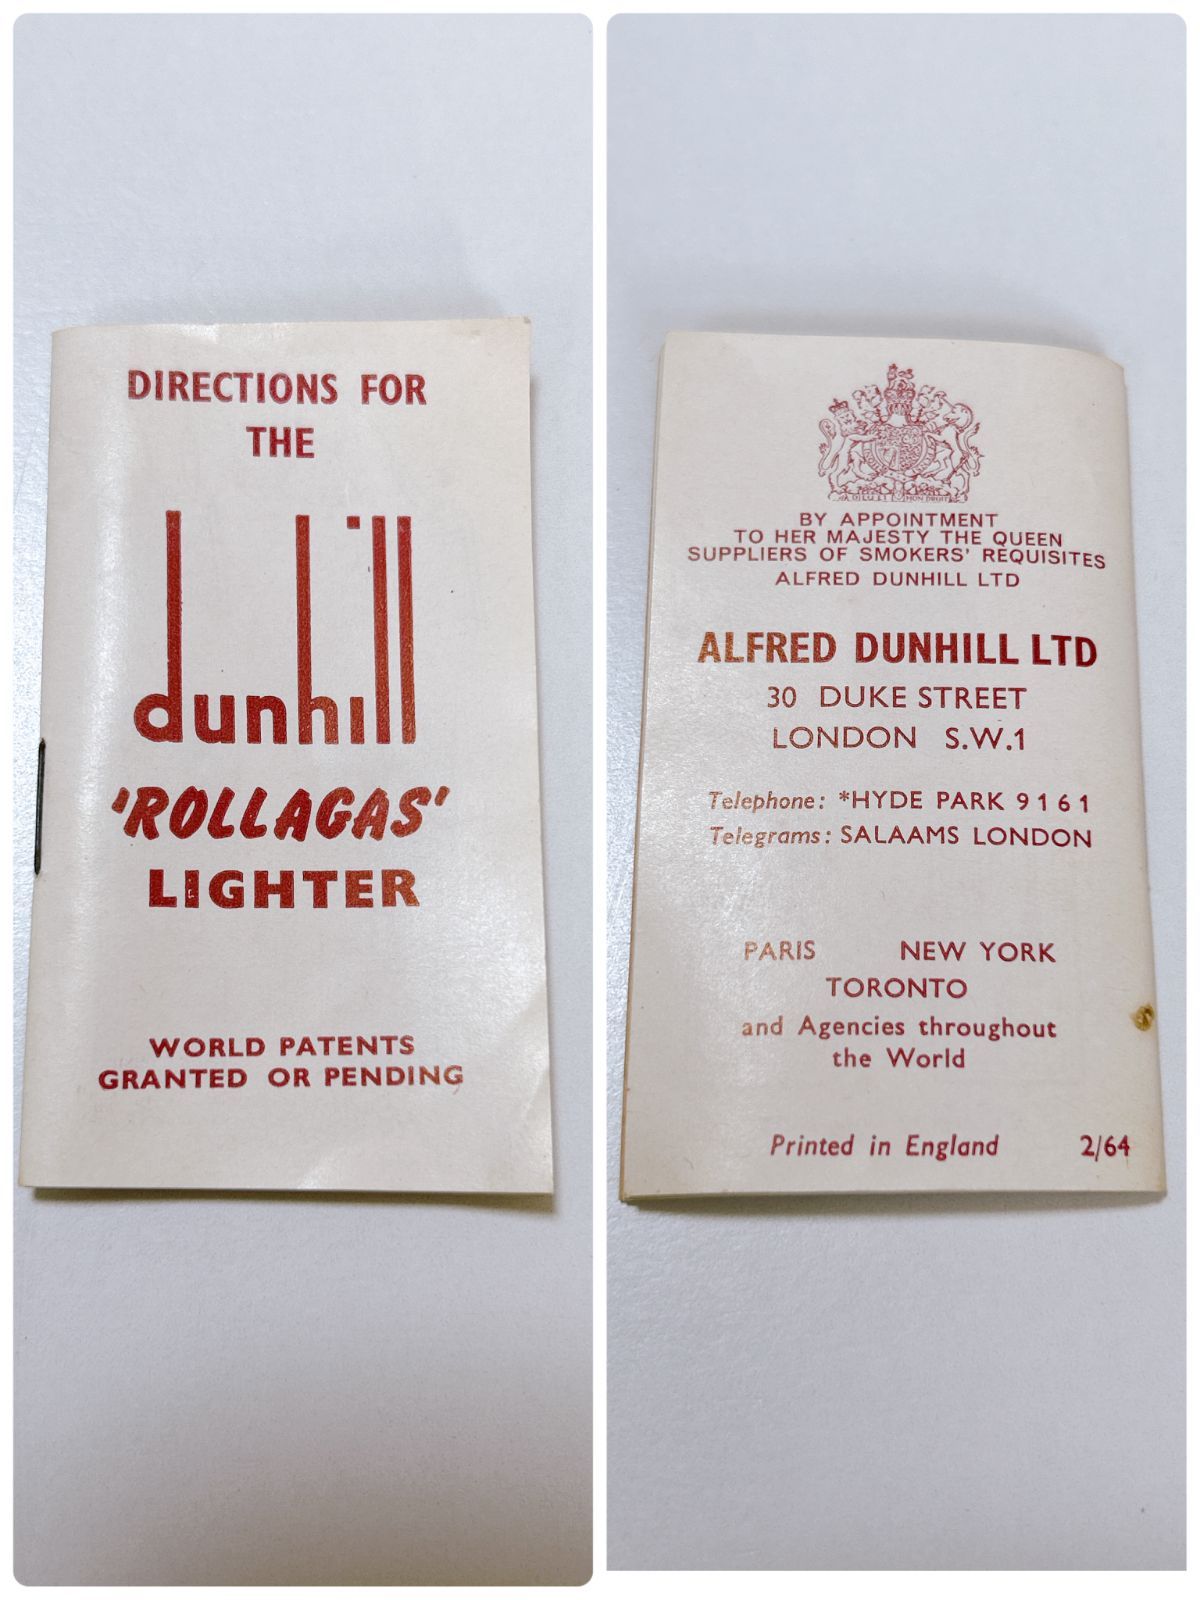 DIRECTIONS FOR
THE
dunhill
'ROLLAGAS'
LIGHTER
WORLD PATENTS
GRANTED OR PENDING
BY APPOINTMENT
TO HER MAJESTY THE QUEEN
SUPPLIERS OF SMOKERS' REQUISITES
ALFRED DUNHILL LTD
ALFRED DUNHILL LTD
30 DUKE STREET
LONDON S.W.1
Telephone: *HYDE PARK 9161
Telegrams: SALAAMS LONDON
PARIS NEW YORK
TORONTO
and Agencies throughout
the World
Printed in England 2/64